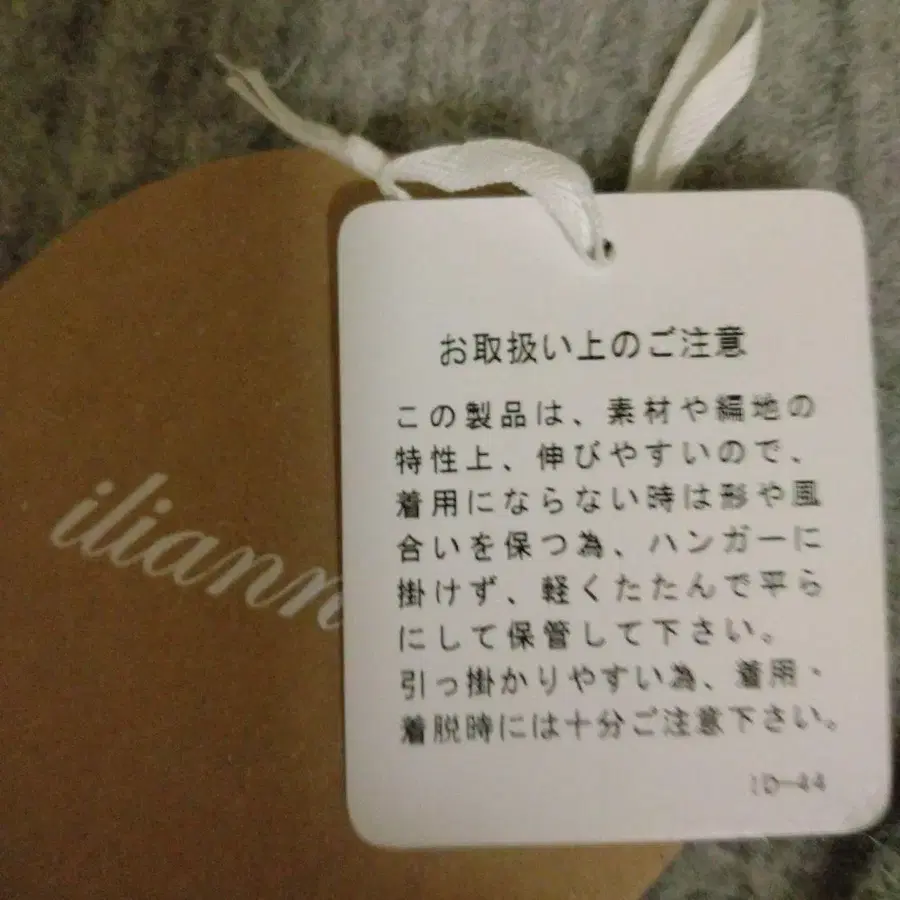 iliann
お取扱い上のご注意
この製品は、素材や編地の
特性上、伸びやすいので、
着用にならない時は形や風
合いを保つ為、ハンガーに
掛けず、軽くたたんで平ら
にして保管して下さい。
引っ掛かりやすい為、着用・
着脱時には十分ご注意下さい。
ID-44